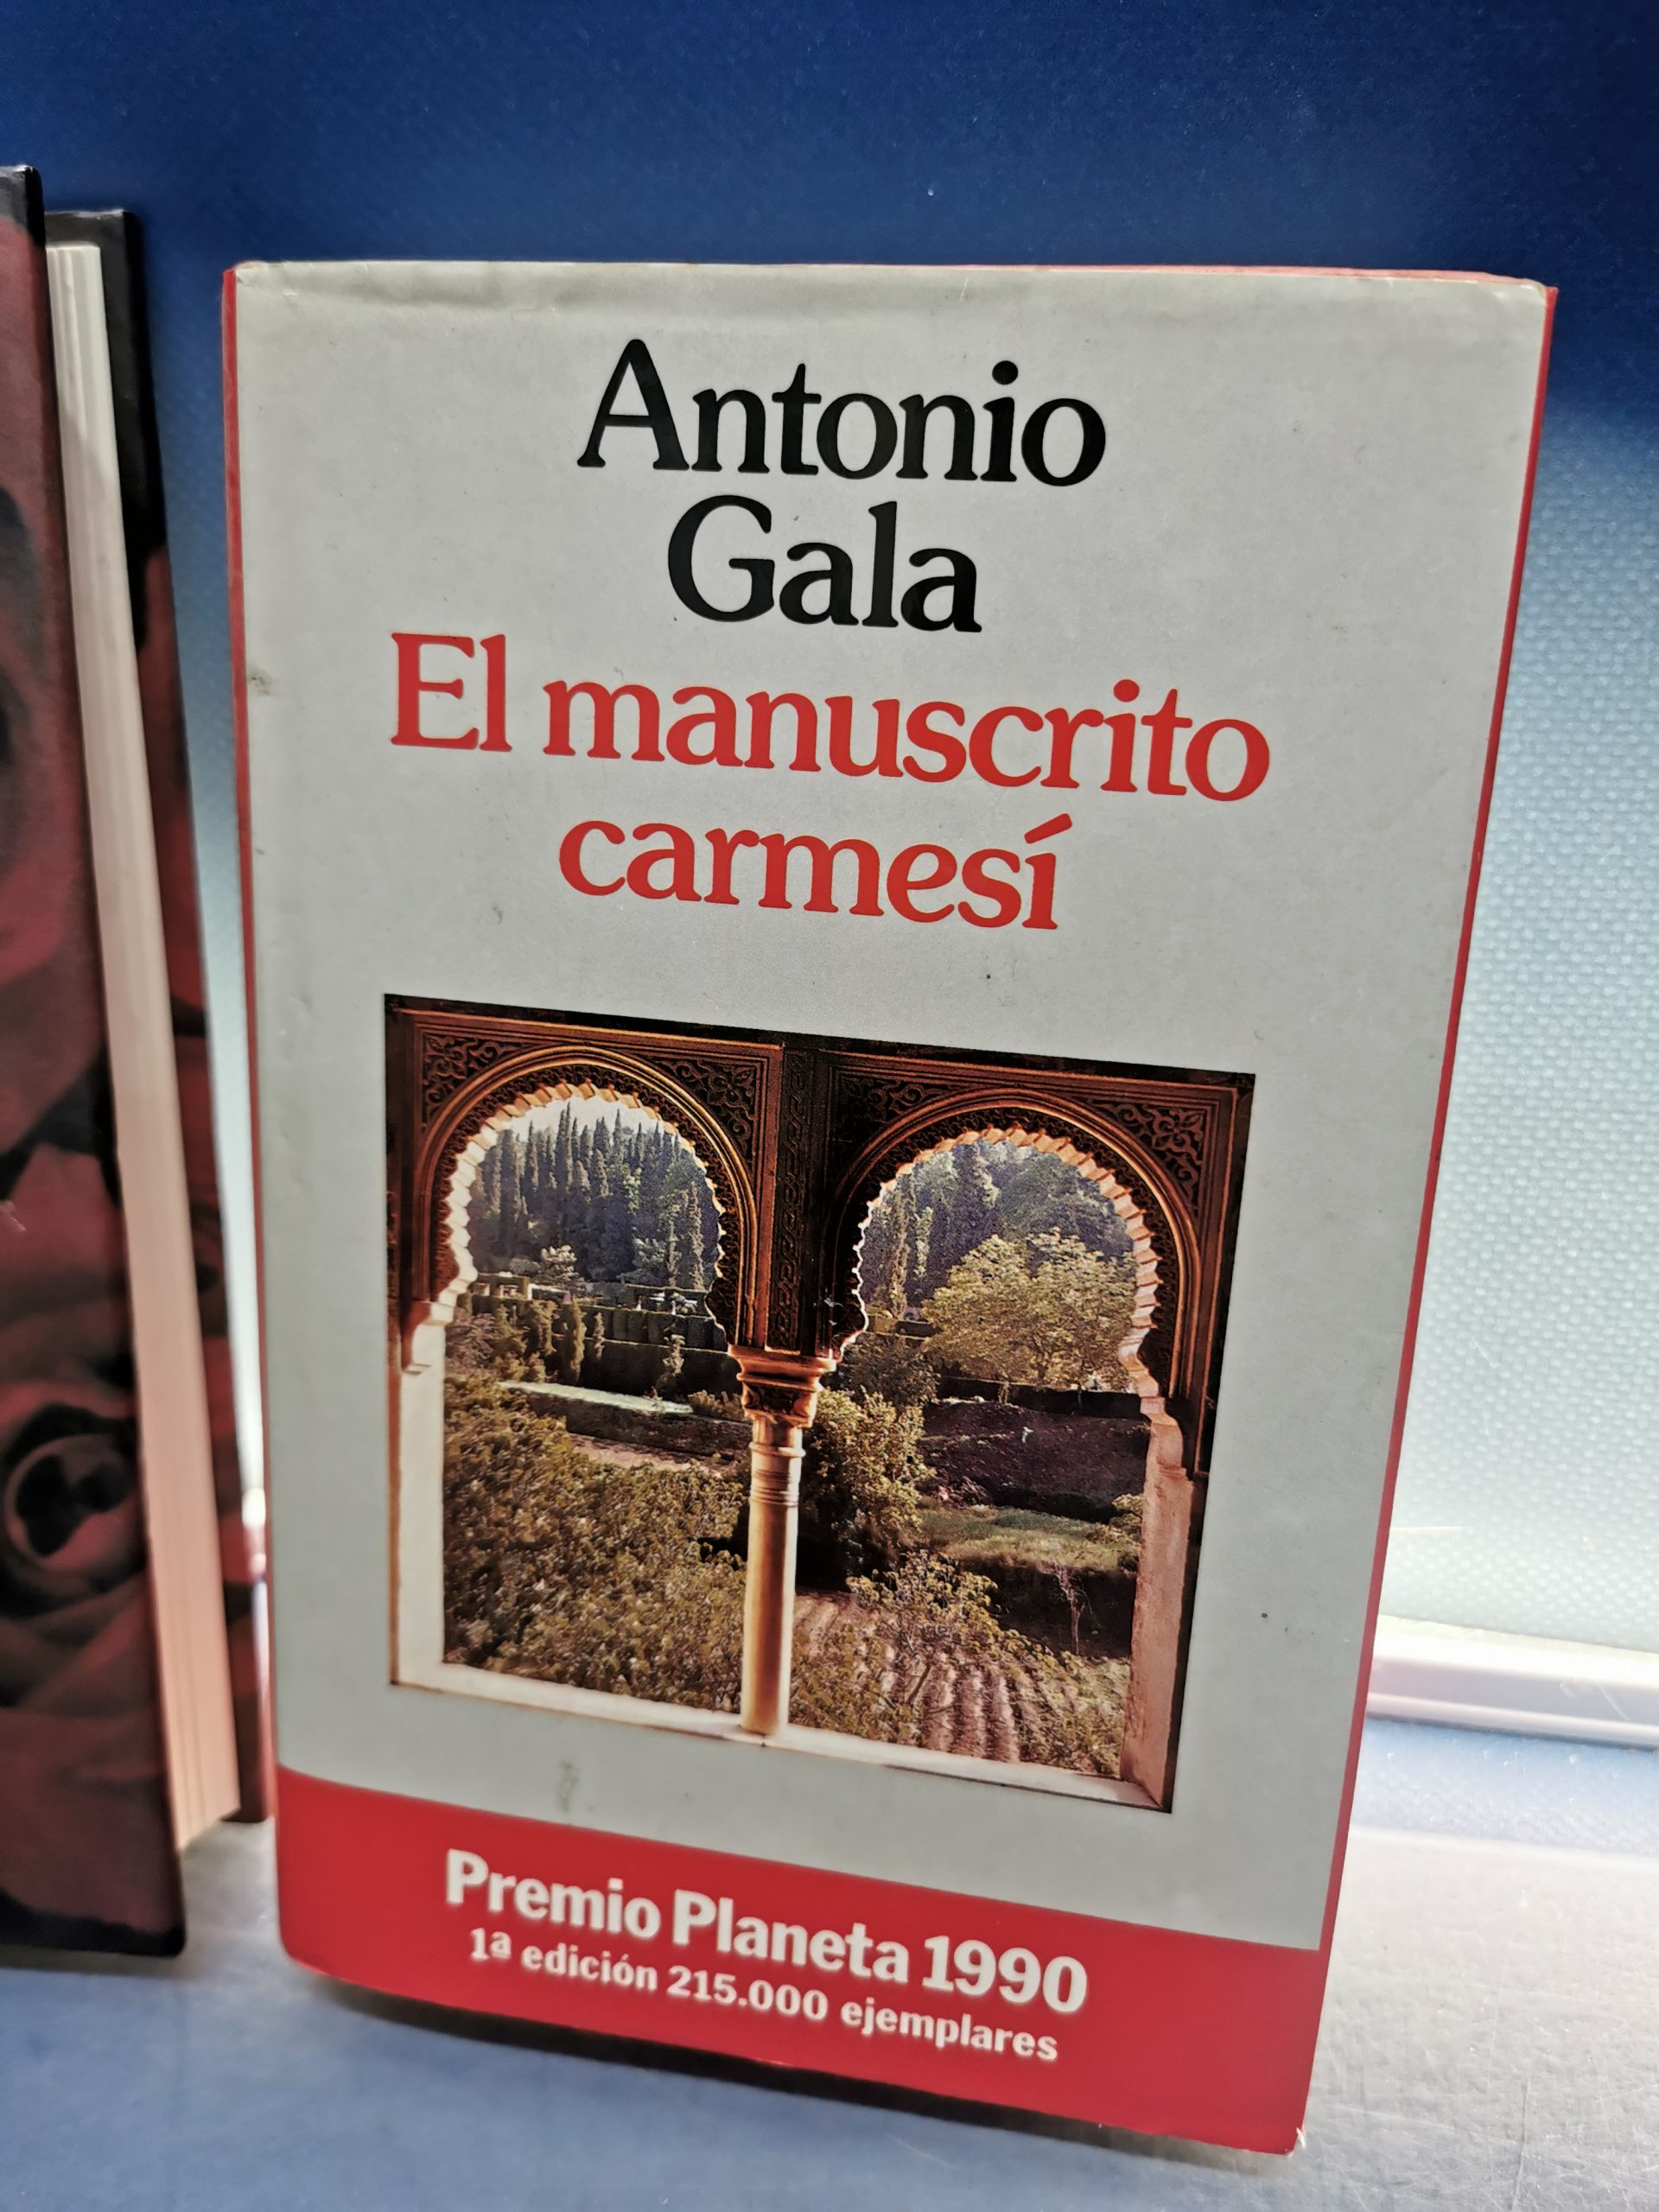 Antonio
Gala
El manuscrito
carmesí
Premio Planeta 1990
1ª edición 215.000 ejemplares